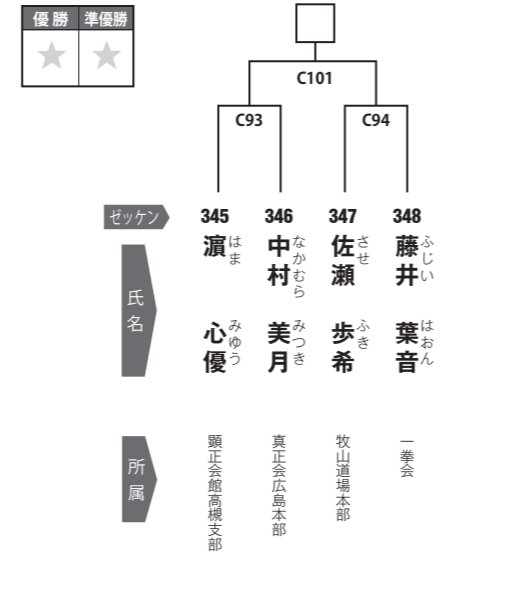 優勝 準優勝
C101
C93 C94
ゼッケン 345 346 347 348
氏名
濵 心優
はま みゆう
中村 美月
なかむら みつき
佐瀬 歩希
させ ふき
藤井 葉音
ふじい はおん
所属
顕正会館高槻支部
真正会広島本部
牧山道場本部
一拳会